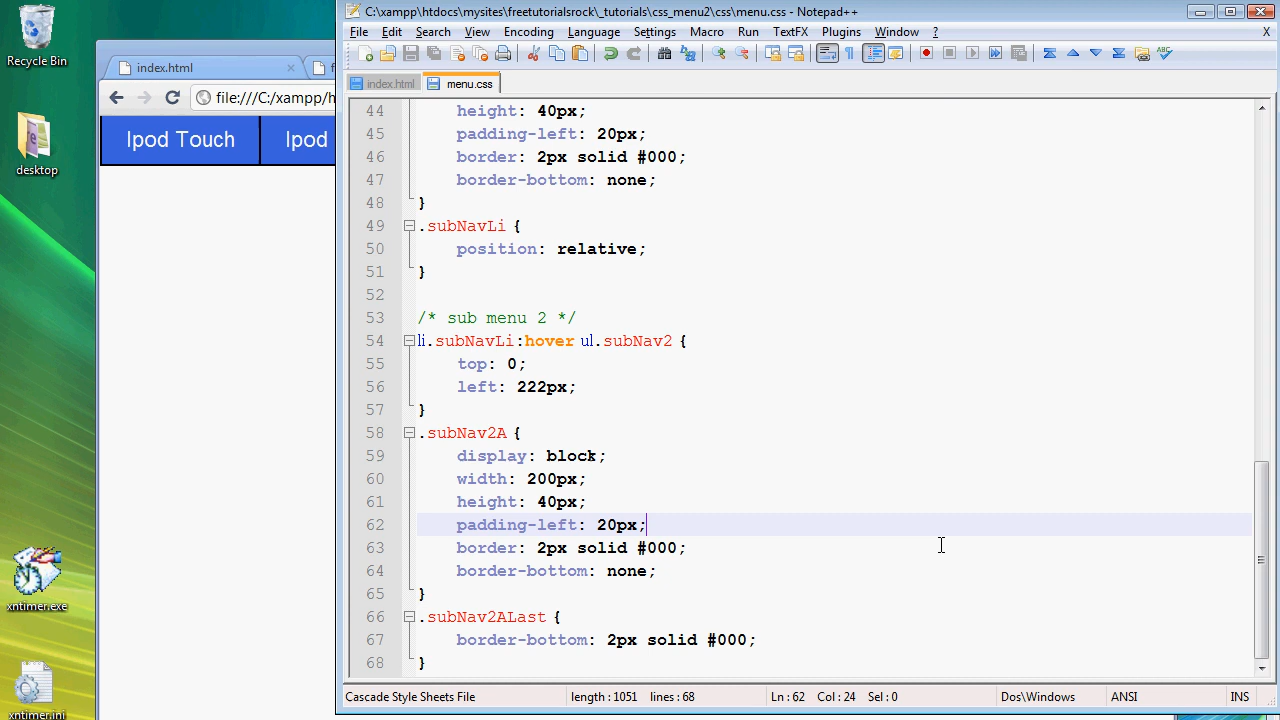 Recycle Bin
desktop
xntimer.exe
xntimer.ini
index.html
file:///C:/xampp/h
Ipod Touch
Ipod
C:\xampp\htdocs\mysites\freetutorialsrock\_tutorials\css_menu2\css\menu.css - Notepad++
File Edit Search View Encoding Language Settings Macro Run TextFX Plugins Window ? X
index.html menu.css
44 height: 40px;
45 padding-left: 20px;
46 border: 2px solid #000;
47 border-bottom: none;
48 }
49 .subNavLi {
50 position: relative;
51 }
52
53 /* sub menu 2 */
54 li.subNavLi:hover ul.subNav2 {
55 top: 0;
56 left: 222px;
57 }
58 .subNav2A {
59 display: block;
60 width: 200px;
61 height: 40px;
62 padding-left: 20px;
63 border: 2px solid #000;
64 border-bottom: none;
65 }
66 .subNav2ALast {
67 border-bottom: 2px solid #000;
68 }
Cascade Style Sheets File length : 1051 lines : 68 Ln : 62 Col : 24 Sel : 0 Dos\Windows ANSI INS